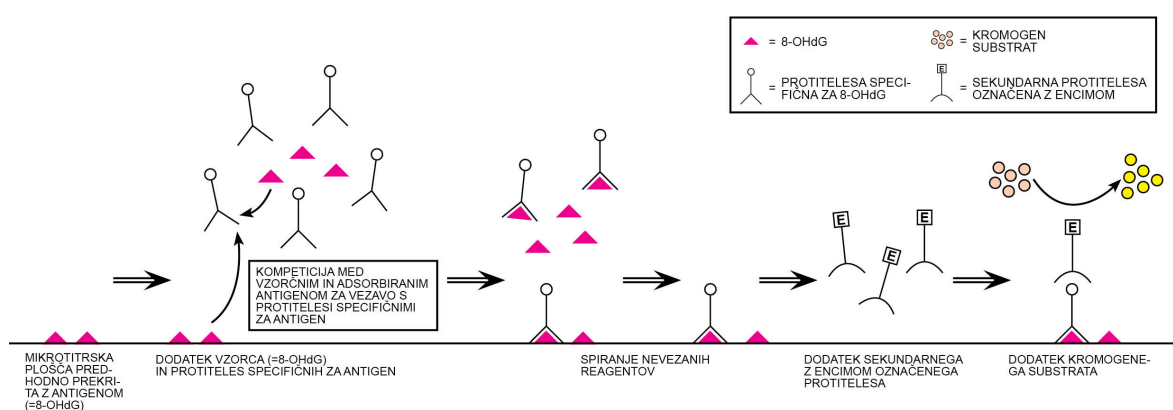 = 8-OHdG
= KROMOGEN
SUBSTRAT
= PROTITELESA SPECI-
FIČNA ZA 8-OHdG
E
= SEKUNDARNA PROTITELESA
OZNAČENA Z ENCIMOM
KOMPETICIJA MED
VZORČNIM IN ADSORBIRANIM
ANTIGENOM ZA VEZAVO S
PROTITELESI SPECIFIČNIMI
ZA ANTIGEN
E
E
E
E
MIKROTITRSKA
PLOŠČA PRED-
HODNO PREKRI-
TA Z ANTIGENOM
(=8-OHdG)
DODATEK VZORCA (=8-OHdG)
IN PROTITELES SPECIFIČNIH ZA ANTIGEN
SPIRANJE NEVEZANIH
REAGENTOV
DODATEK SEKUNDARNEGA
Z ENCIMOM OZNAČENEGA
PROTITELESA
DODATEK KROMOGENE-
GA SUBSTRATA